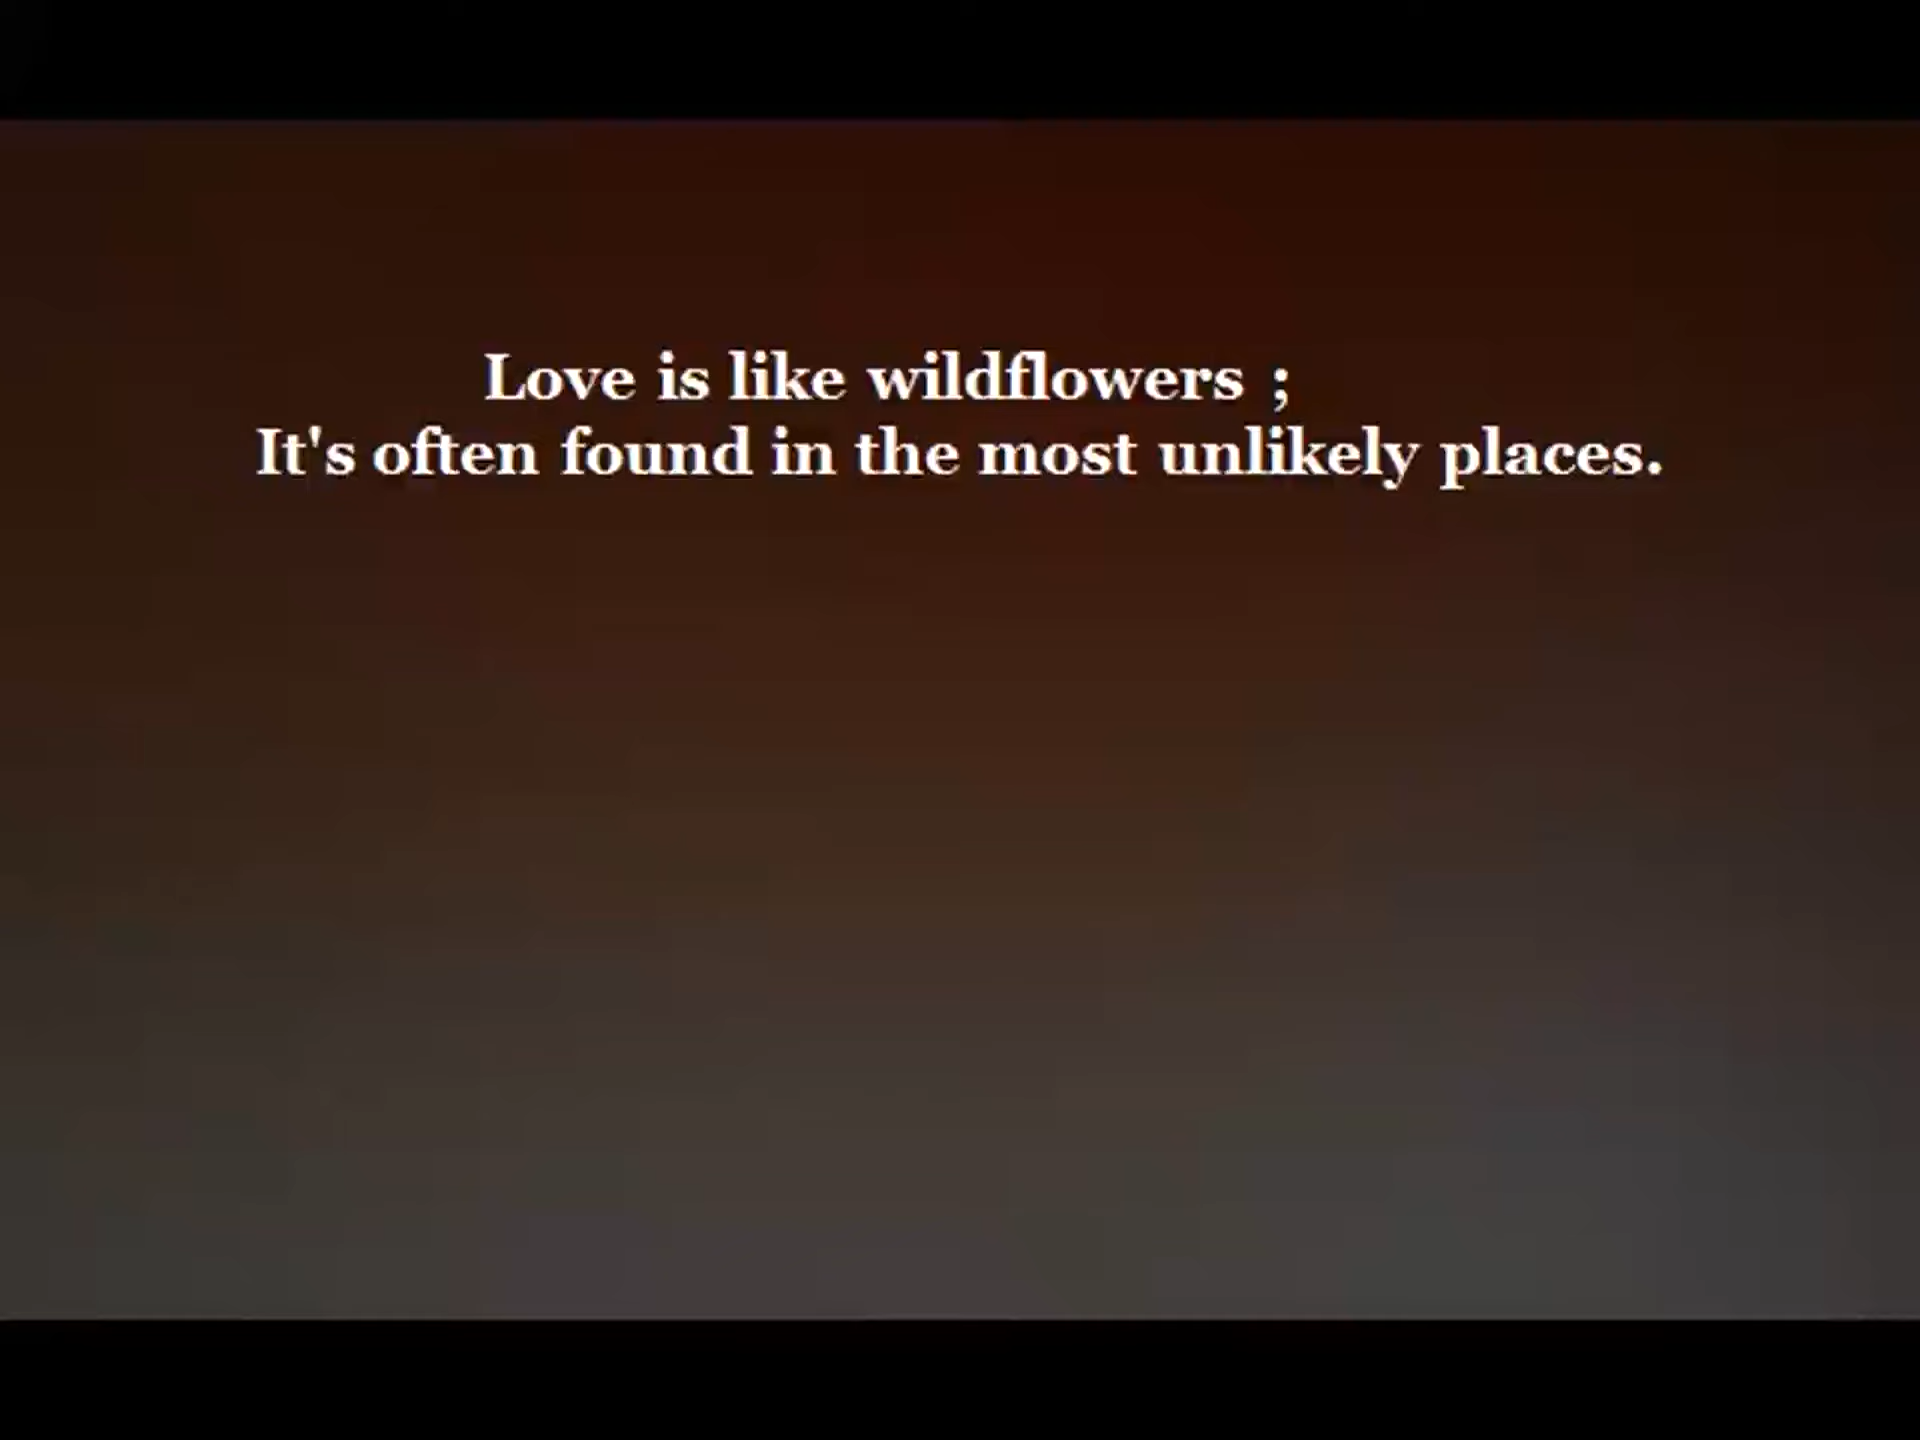 Love is like wildflowers ;
It's often found in the most unlikely places.